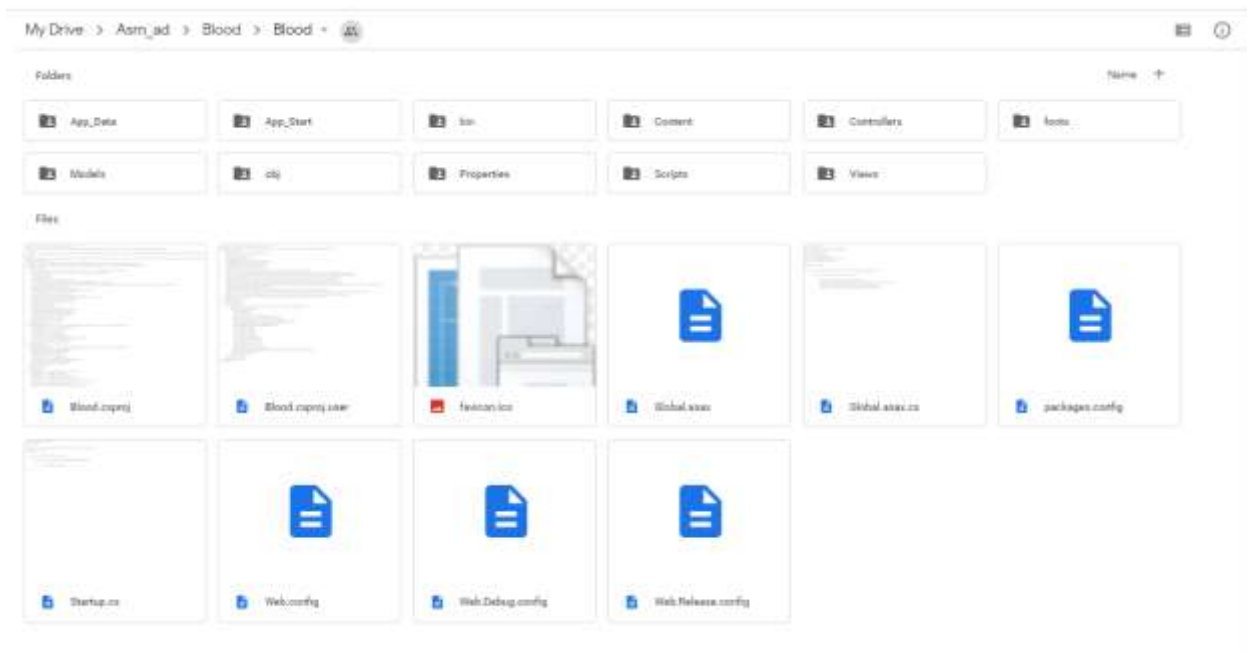 My Drive > Asm_ad > Blood > Blood
Folders
Name
App_Data
App_Start
bin
Content
Controllers
fonts
Models
obj
Properties
Scripts
Views
Files
Blood.csproj
Blood.csproj.user
favicon.ico
Global.asax
Global.asax.cs
packages.config
Startup.cs
Web.config
Web.Debug.config
Web.Release.config